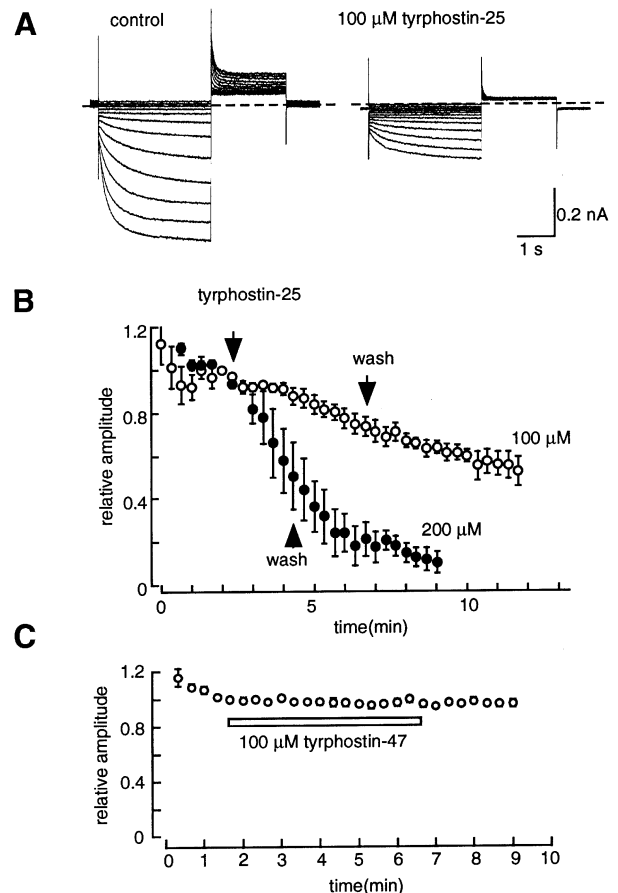 A
control
100 μM tyrphostin-25
0.2 nA
1 s
B
tyrphostin-25
1.2
wash
0.8
100 μM
relative amplitude
0.4
200 μM
wash
0
0 5 10
time(min)
C
1.2
0.8
relative amplitude
100 μM tyrphostin-47
0.4
0
0 1 2 3 4 5 6 7 8 9 10
time(min)